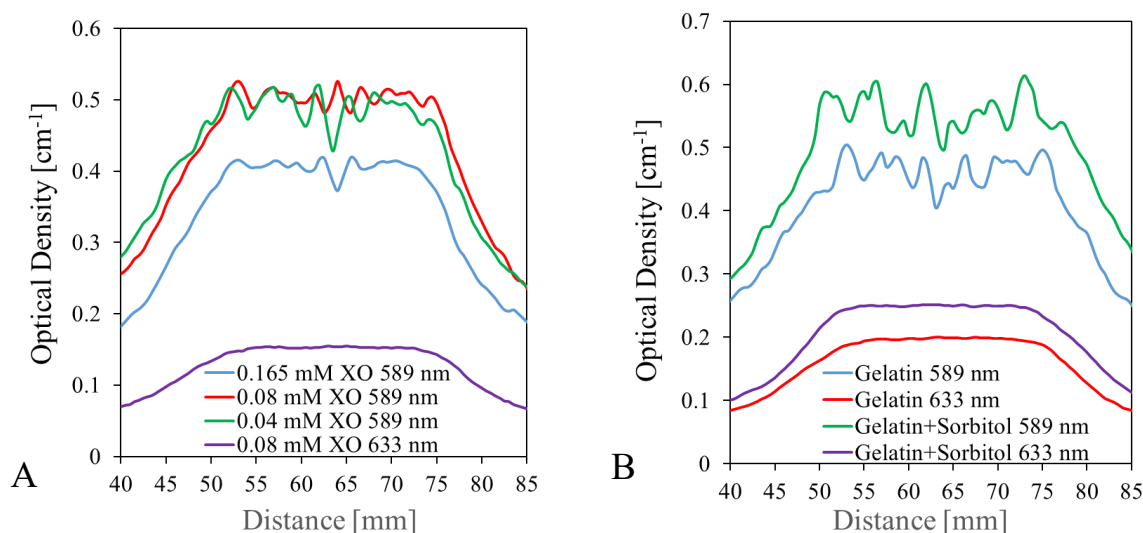 0.6
0.5
0.4
0.3
0.2
0.1
0
Optical Density [cm-1]
0.165 mM XO 589 nm
0.08 mM XO 589 nm
0.04 mM XO 589 nm
0.08 mM XO 633 nm
40 45 50 55 60 65 70 75 80 85
Distance [mm]
A
0.7
0.6
0.5
0.4
0.3
0.2
0.1
0
Optical Density [cm-1]
Gelatin 589 nm
Gelatin 633 nm
Gelatin+Sorbitol 589 nm
Gelatin+Sorbitol 633 nm
40 45 50 55 60 65 70 75 80 85
Distance [mm]
B